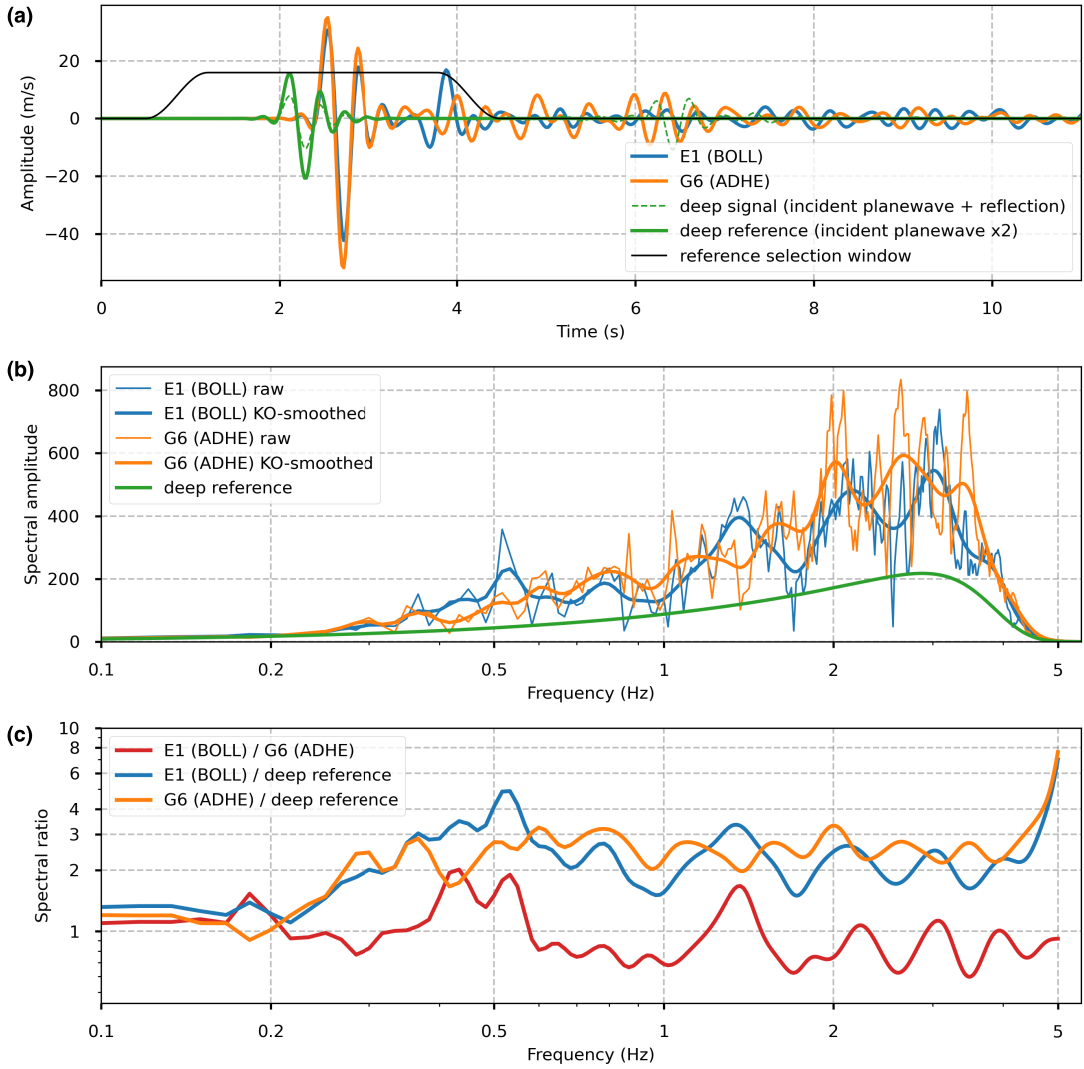 (a)
Amplitude (m/s)
20
0
−20
−40
E1 (BOLL)
G6 (ADHE)
deep signal (incident planewave + reflection)
deep reference (incident planewave x2)
reference selection window
0 2 4 6 8 10
Time (s)
(b)
Spectral amplitude
800
600
400
200
0
E1 (BOLL) raw
E1 (BOLL) KO-smoothed
G6 (ADHE) raw
G6 (ADHE) KO-smoothed
deep reference
0.1 0.2 0.5 1 2 5
Frequency (Hz)
(c)
Spectral ratio
10
8
6
4
3
2
1
E1 (BOLL) / G6 (ADHE)
E1 (BOLL) / deep reference
G6 (ADHE) / deep reference
0.1 0.2 0.5 1 2 5
Frequency (Hz)